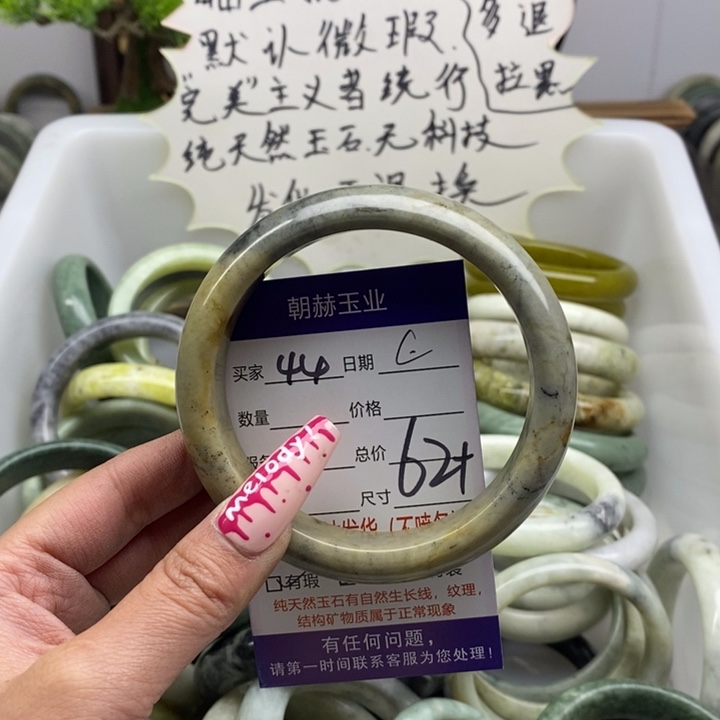 默认微瑕. 多退
"完美"主义者绕行 拉黑
纯天然玉石.无科技
朝赫玉业
买家 44 日期
数量 价格
总价
尺寸 62+
melody
有瑕
纯天然玉石有自然生长线，纹理，
结构矿物质属于正常现象
有任何问题，
请第一时间联系客服为您处理！